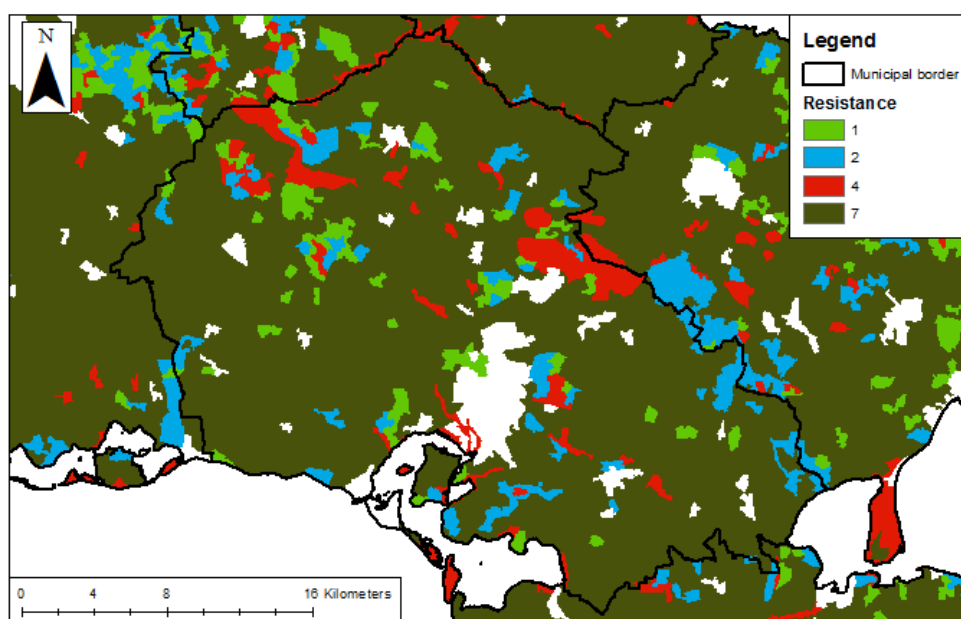 N
Legend
Municipal border
Resistance
1
2
4
7
0 4 8 16 Kilometers